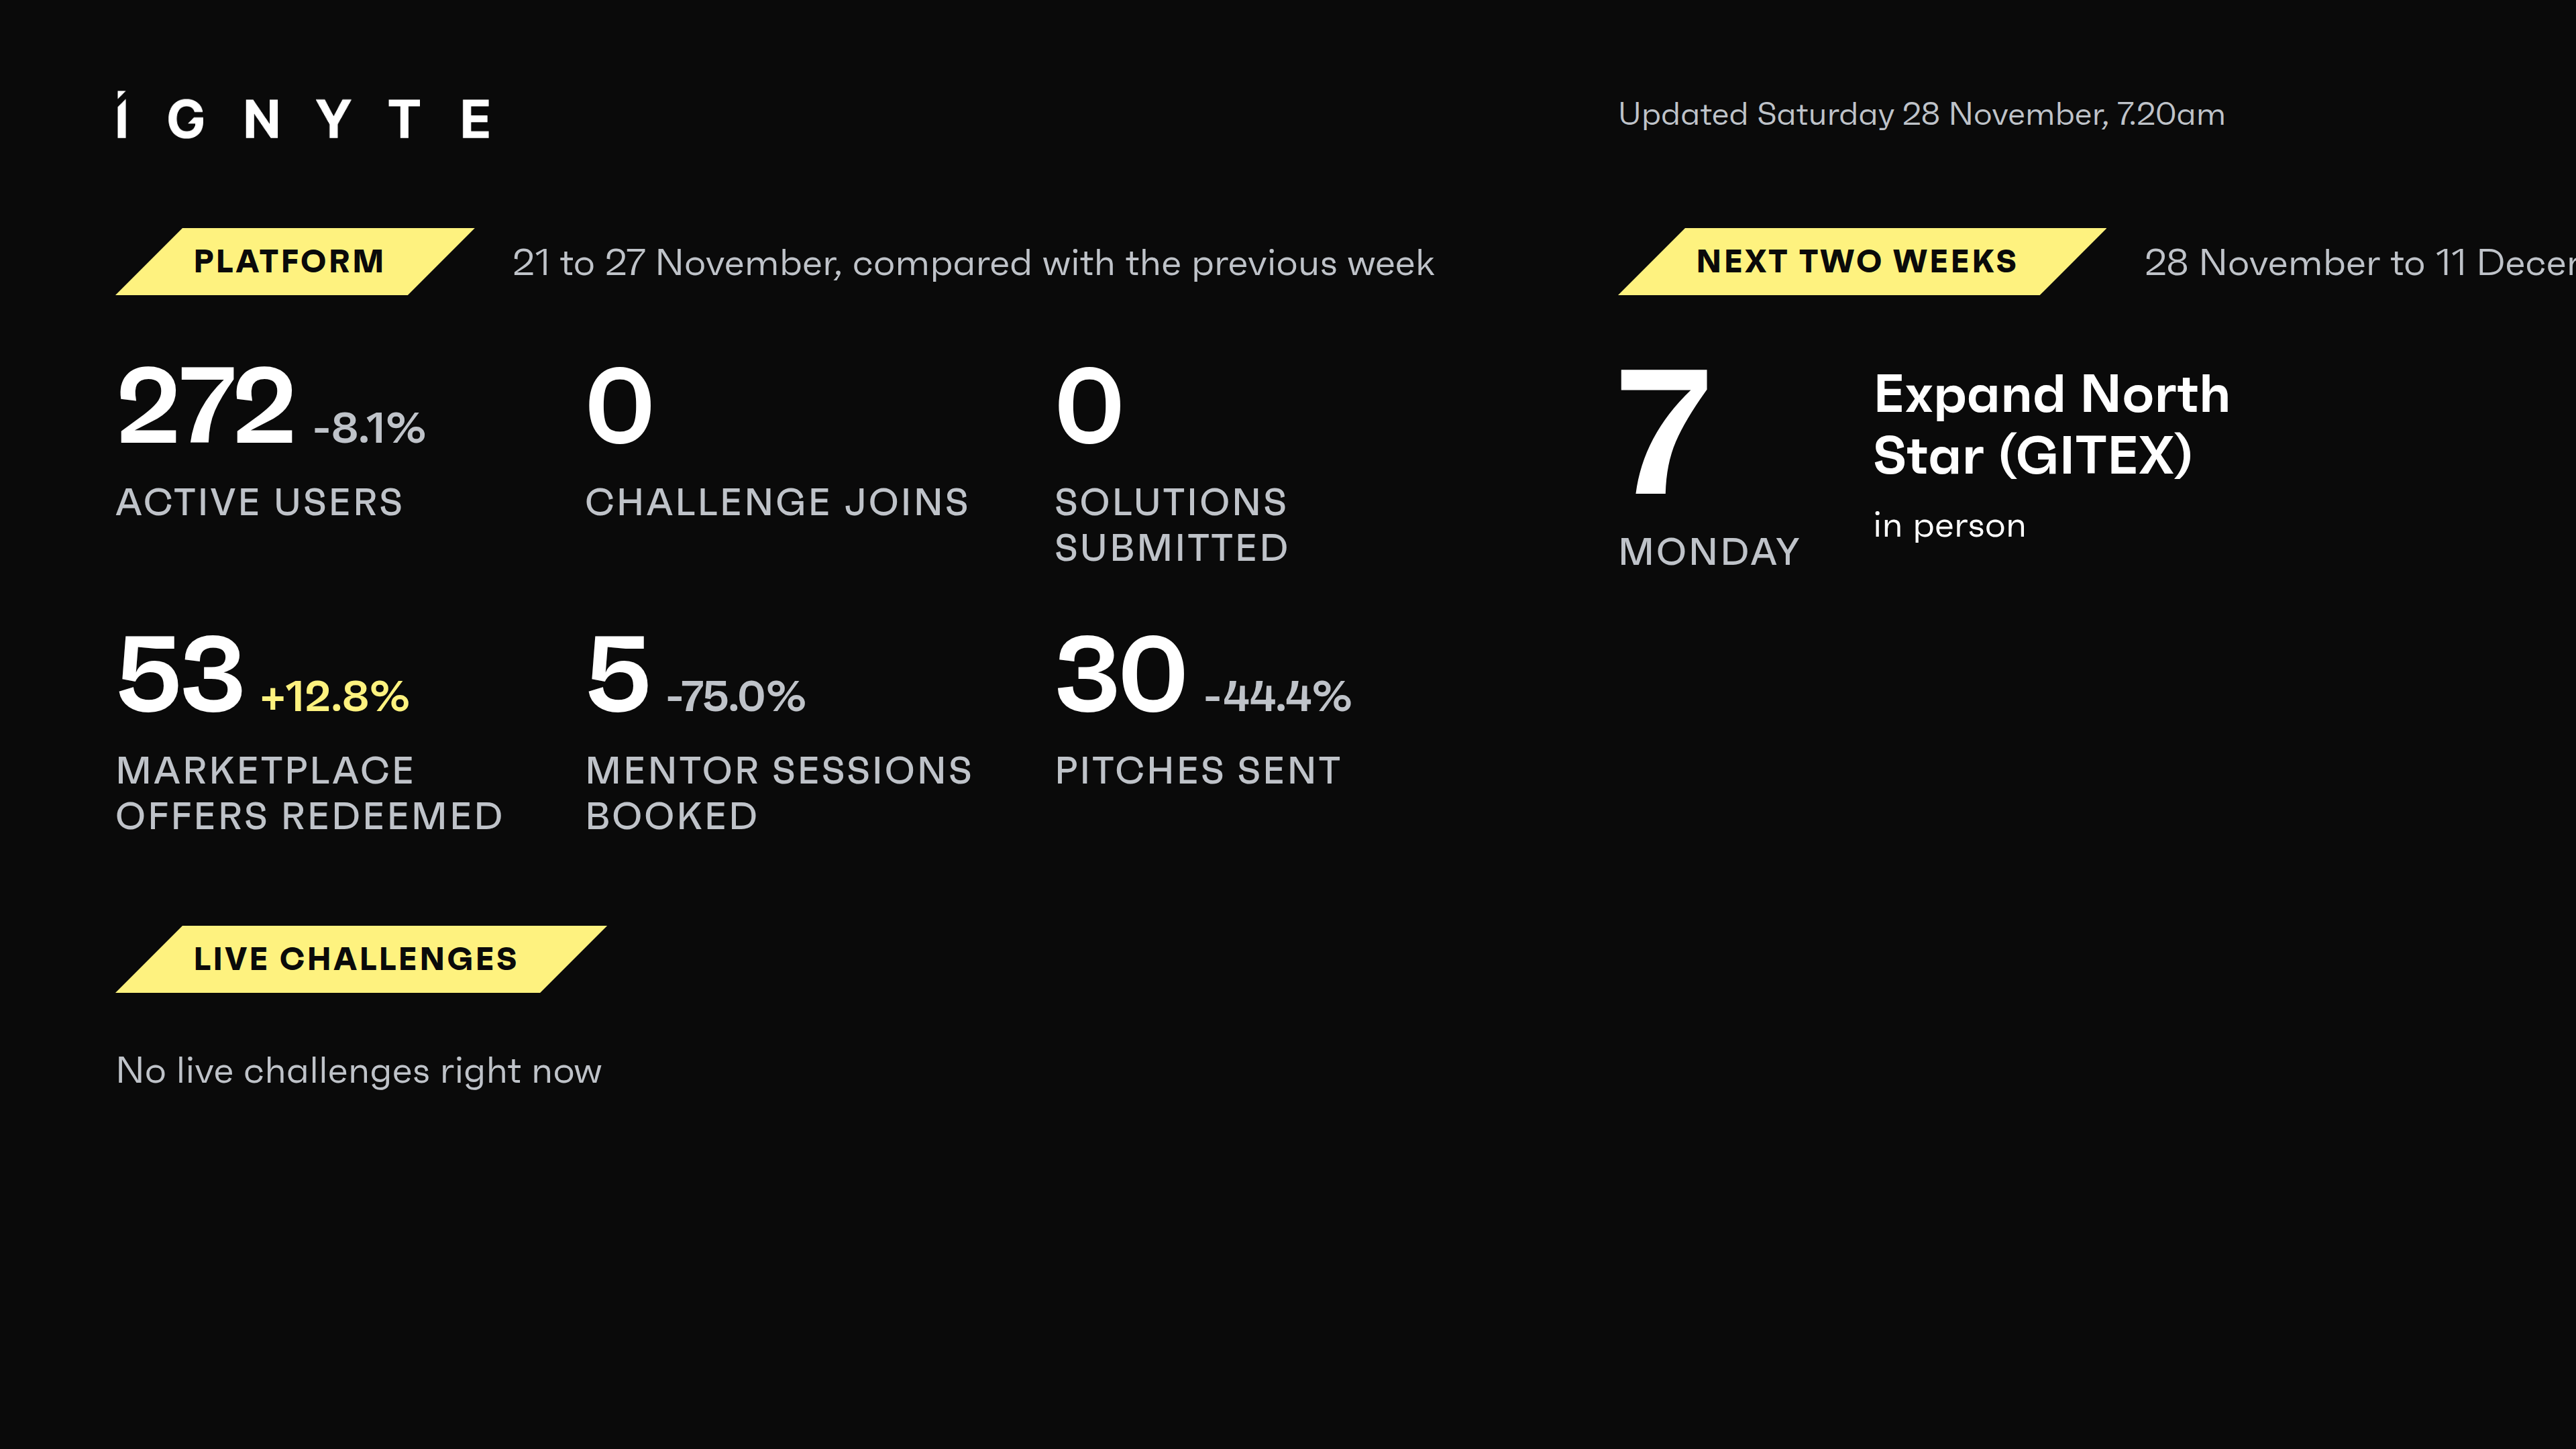 IGNYTE
Updated Saturday 28 November, 7.20am
PLATFORM
21 to 27 November, compared with the previous week
272 -8.1%
ACTIVE USERS
0
CHALLENGE JOINS
0
SOLUTIONS
SUBMITTED
53 +12.8%
MARKETPLACE
OFFERS REDEEMED
5 -75.0%
MENTOR SESSIONS
BOOKED
30 -44.4%
PITCHES SENT
LIVE CHALLENGES
No live challenges right now
NEXT TWO WEEKS
28 November to 11
7
MONDAY
Expand North
Star (GITEX)
in person